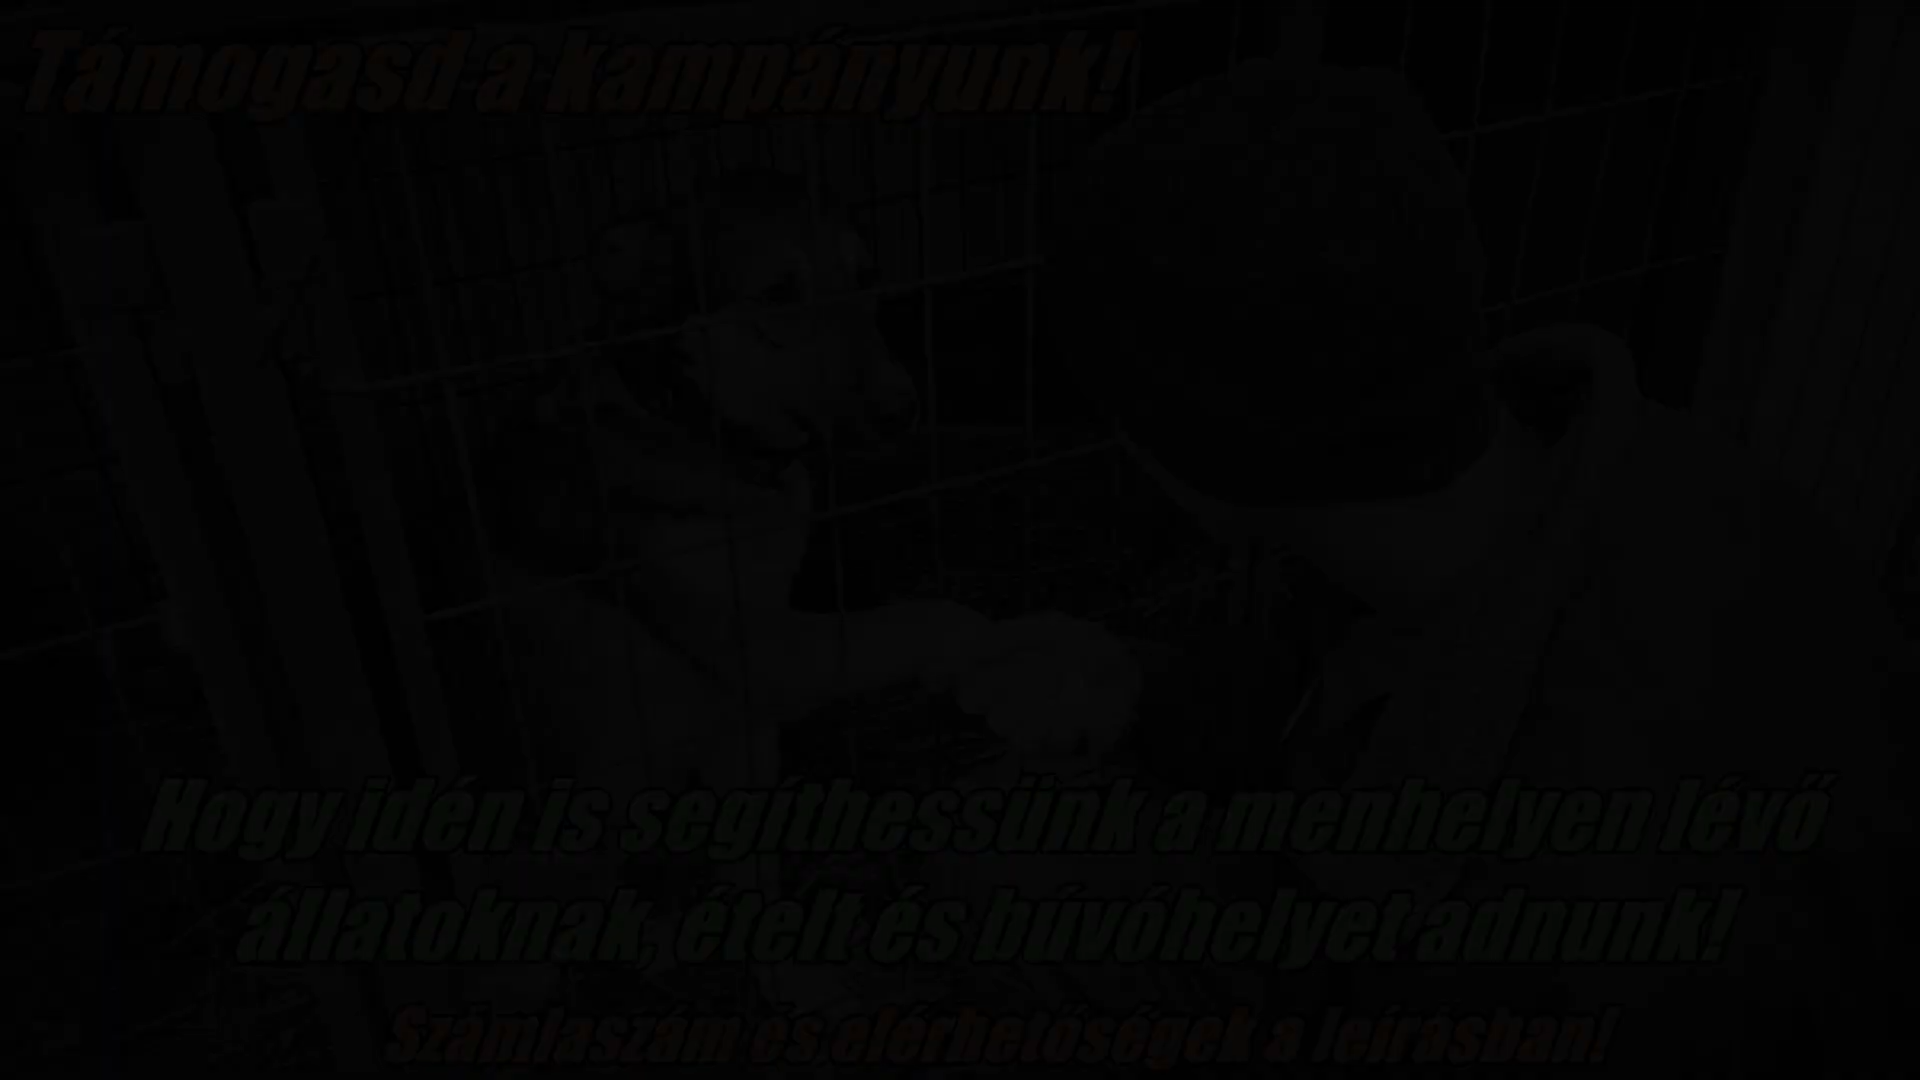 Támogasd a kampányunk!
Hogy idén is segíthessünk a menhelyen lévő
állatoknak, ételt és búvóhelyet adnunk!
Számlaszám és elérhetőségek a leírásban!